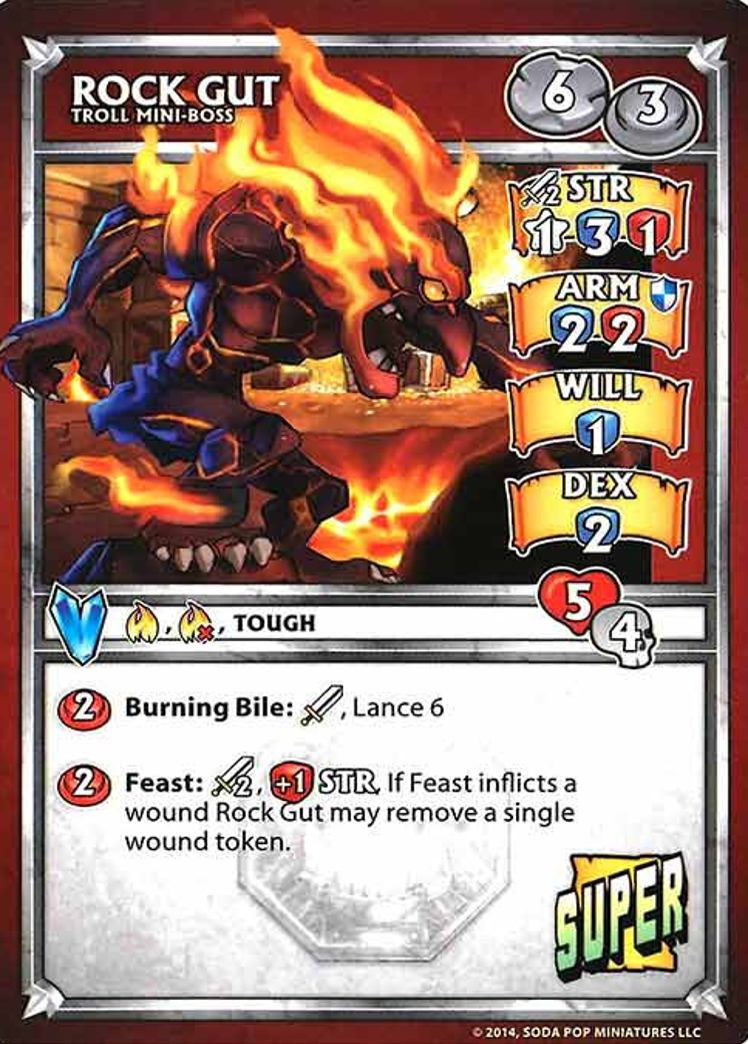 ROCK GUT
TROLL MINI-BOSS
6 3
2 STR
1 3 1
ARM
2 2
WILL
1
DEX
2
5
4
, , TOUGH
2 Burning Bile: , Lance 6
2 Feast: 2, +1 STR, If Feast inflicts a
wound Rock Gut may remove a single
wound token.
SUPER
© 2014, SODA POP MINIATURES LLC